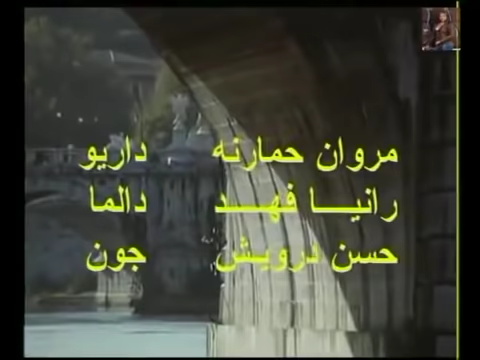 مروان حمارنه داريو
رانيا فهد دالما
حسن درويش جون